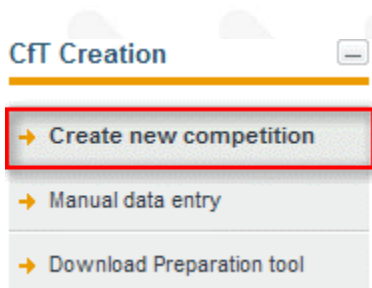 CfT Creation
Create new competition
Manual data entry
Download Preparation tool